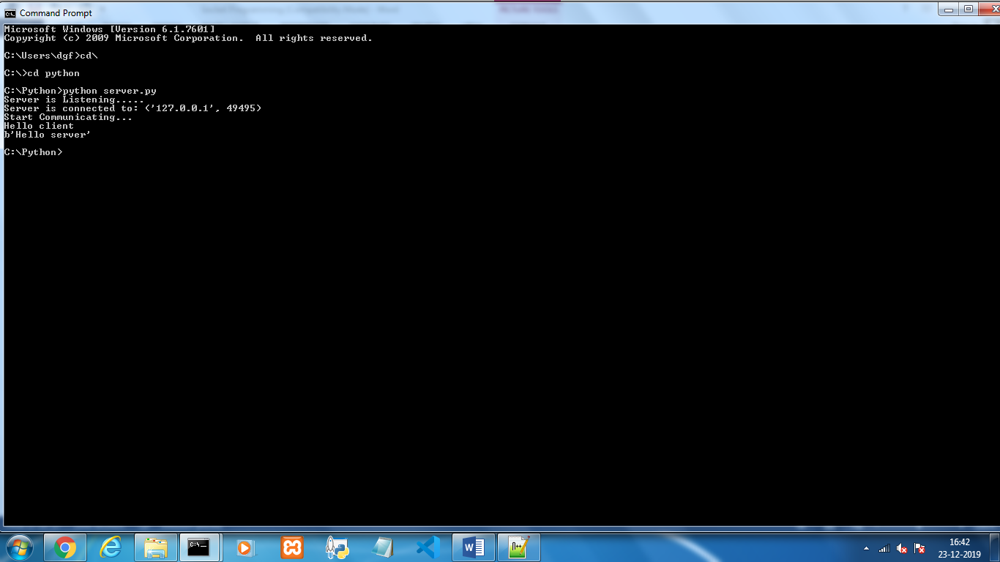 Command Prompt
Microsoft Windows [Version 6.1.7601]
Copyright (c) 2009 Microsoft Corporation.  All rights reserved.
C:\Users\dgf>cd\
C:\>cd python
C:\Python>python server.py
Server is Listening.....
Server is connected to: ('127.0.0.1', 49495)
Start Communicating...
Hello client
b'Hello server'
C:\Python>
16:42
23-12-2019